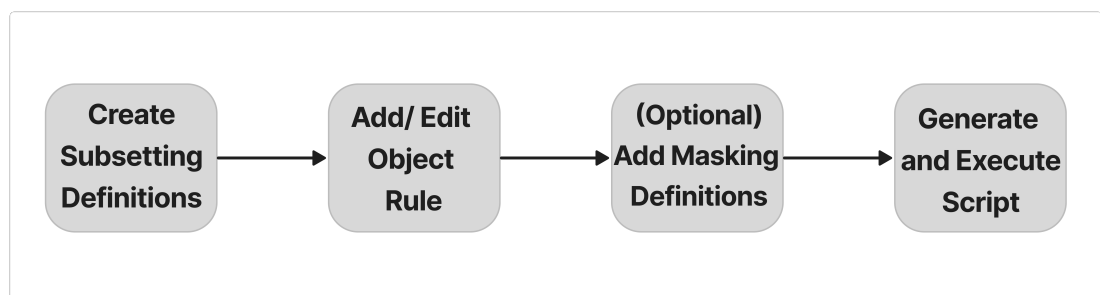 Create
Subsetting
Definitions
Add/ Edit
Object
Rule
(Optional)
Add Masking
Definitions
Generate
and Execute
Script